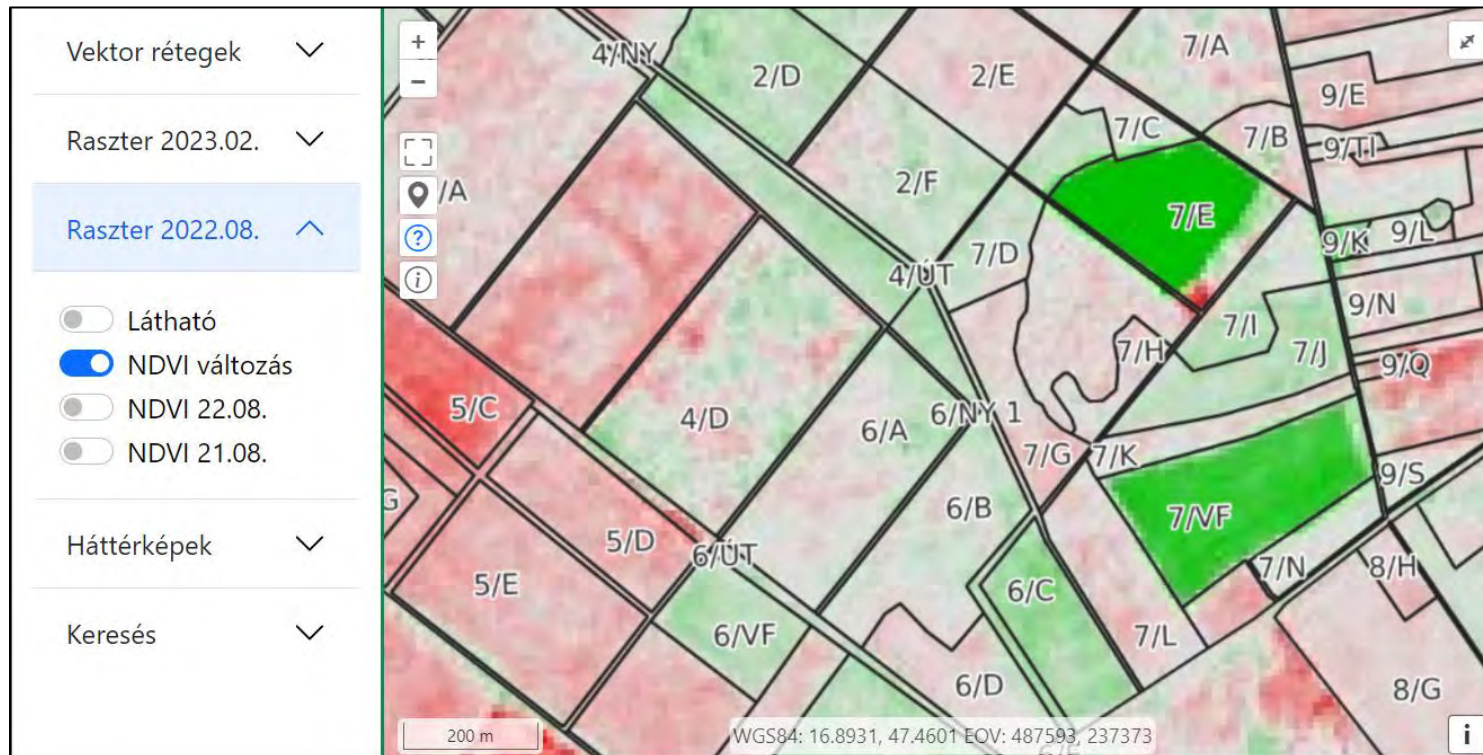 Vektor rétegek
Raszter 2023.02.
Raszter 2022.08.
Látható
NDVI változás
NDVI 22.08.
NDVI 21.08.
Háttérképek
Keresés
+
−
?
i
4/NY
2/D
2/E
7/A
9/E
7/C
7/B
9/TI
/A
2/F
7/E
7/D
9/K
9/L
4/ÚT
9/N
7/I
7/H
7/J
9/Q
5/C
4/D
6/A
6/NY 1
7/G
7/K
9/S
G
6/B
7/VF
5/D
6/ÚT
5/E
7/N
8/H
6/C
6/VF
7/L
6/D
8/G
200 m
WGS84: 16.8931, 47.4601 EOV: 487593, 237373
i